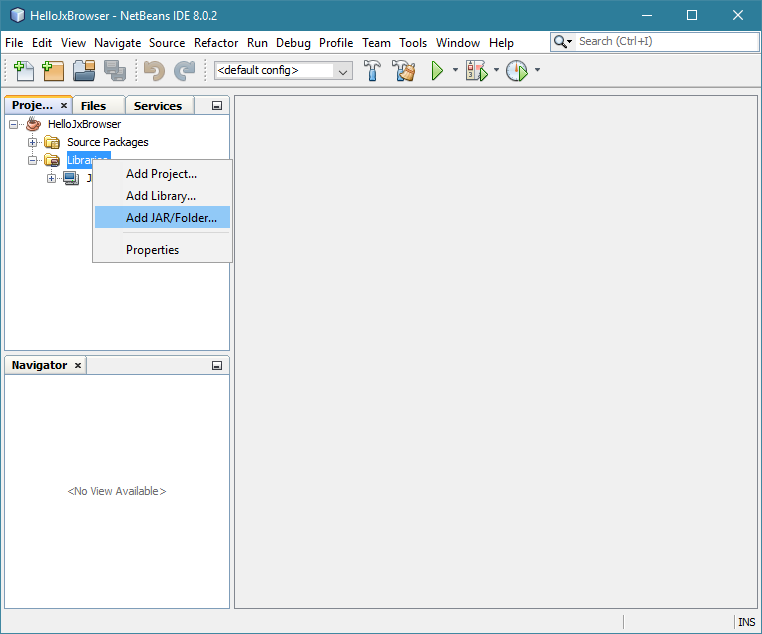 HelloJxBrowser - NetBeans IDE 8.0.2
File Edit View Navigate Source Refactor Run Debug Profile Team Tools Window Help
Search (Ctrl+I)
<default config>
Proje... × Files Services
HelloJxBrowser
Source Packages
Libraries
J
Add Project...
Add Library...
Add JAR/Folder...
Properties
Navigator ×
<No View Available>
INS